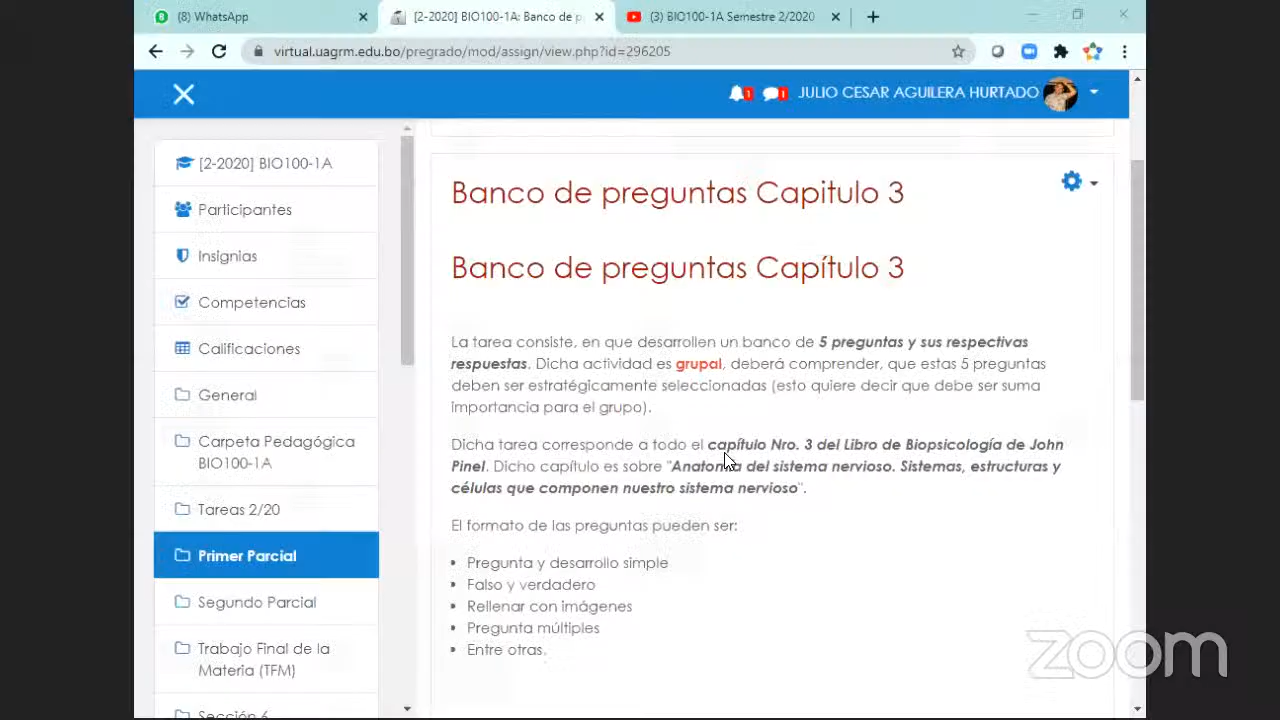 (8) WhatsApp
[2-2020] BIO100-1A: Banco de p
(3) BIO100-1A Semestre 2/2020
virtual.uagrm.edu.bo/pregrado/mod/assign/view.php?id=296205
1
1
JULIO CESAR AGUILERA HURTADO
[2-2020] BIO100-1A
Participantes
Insignias
Competencias
Calificaciones
General
Carpeta Pedagógica
BIO100-1A
Tareas 2/20
Primer Parcial
Segundo Parcial
Trabajo Final de la
Materia (TFM)
Sección 6
Banco de preguntas Capitulo 3
Banco de preguntas Capítulo 3
La tarea consiste, en que desarrollen un banco de 5 preguntas y sus respectivas
respuestas. Dicha actividad es grupal, deberá comprender, que estas 5 preguntas
deben ser estratégicamente seleccionadas (esto quiere decir que debe ser suma
importancia para el grupo).
Dicha tarea corresponde a todo el capítulo Nro. 3 del Libro de Biopsicología de John
Pinel. Dicho capítulo es sobre "Anatomía del sistema nervioso. Sistemas, estructuras y
células que componen nuestro sistema nervioso".
El formato de las preguntas pueden ser:
• Pregunta y desarrollo simple
• Falso y verdadero
• Rellenar con imágenes
• Pregunta múltiples
• Entre otras.
zoom